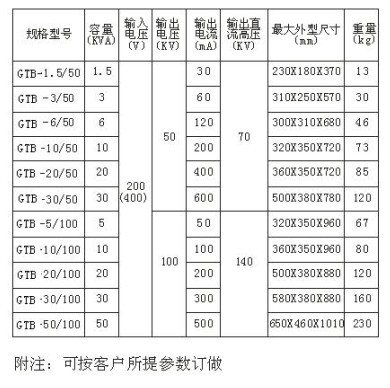 规格型号 容量(KVA) 输入电压(V) 输出电压(KV) 输出电流(mA) 输出直流高压(KV) 最大外型尺寸(mm) 重量(kg)
GTB-1.5/50 1.5 200(400) 50 30 70 230X180X370 13
GTB-3/50 3 60 310X250X570 30
GTB-6/50 6 120 300X310X680 46
GTB-10/50 10 200 320X350X720 73
GTB-20/50 20 400 360X350X720 85
GTB-30/50 30 600 500X380X780 120
GTB-5/100 5 100 50 140 320X350X960 67
GTB·10/100 10 100 360X350X960 80
GTB·20/100 20 200 500X380X880 120
GTB·30/100 30 300 580X380X880 160
GTB·50/100 50 500 650X460X1010 230
附注：可按客户所提参数订做